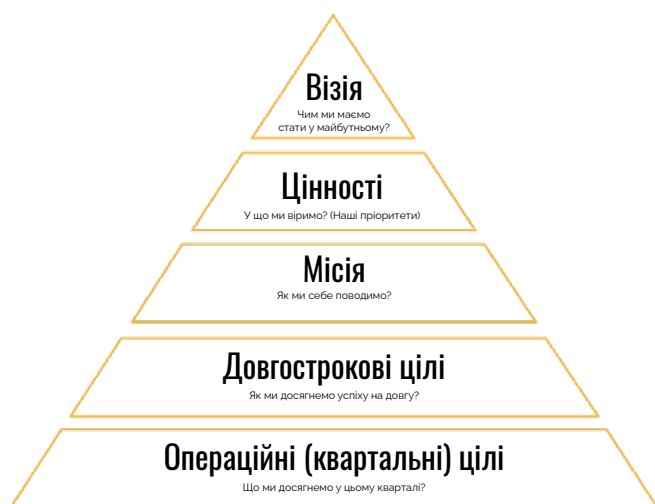 Візія
Чим ми маємо
стати у майбутньому?
Цінності
У що ми віримо? (Наші пріоритети)
Місія
Як ми себе поводимо?
Довгострокові цілі
Як ми досягнемо успіху на довгу?
Операційні (квартальні) цілі
Що ми досягнемо у цьому кварталі?